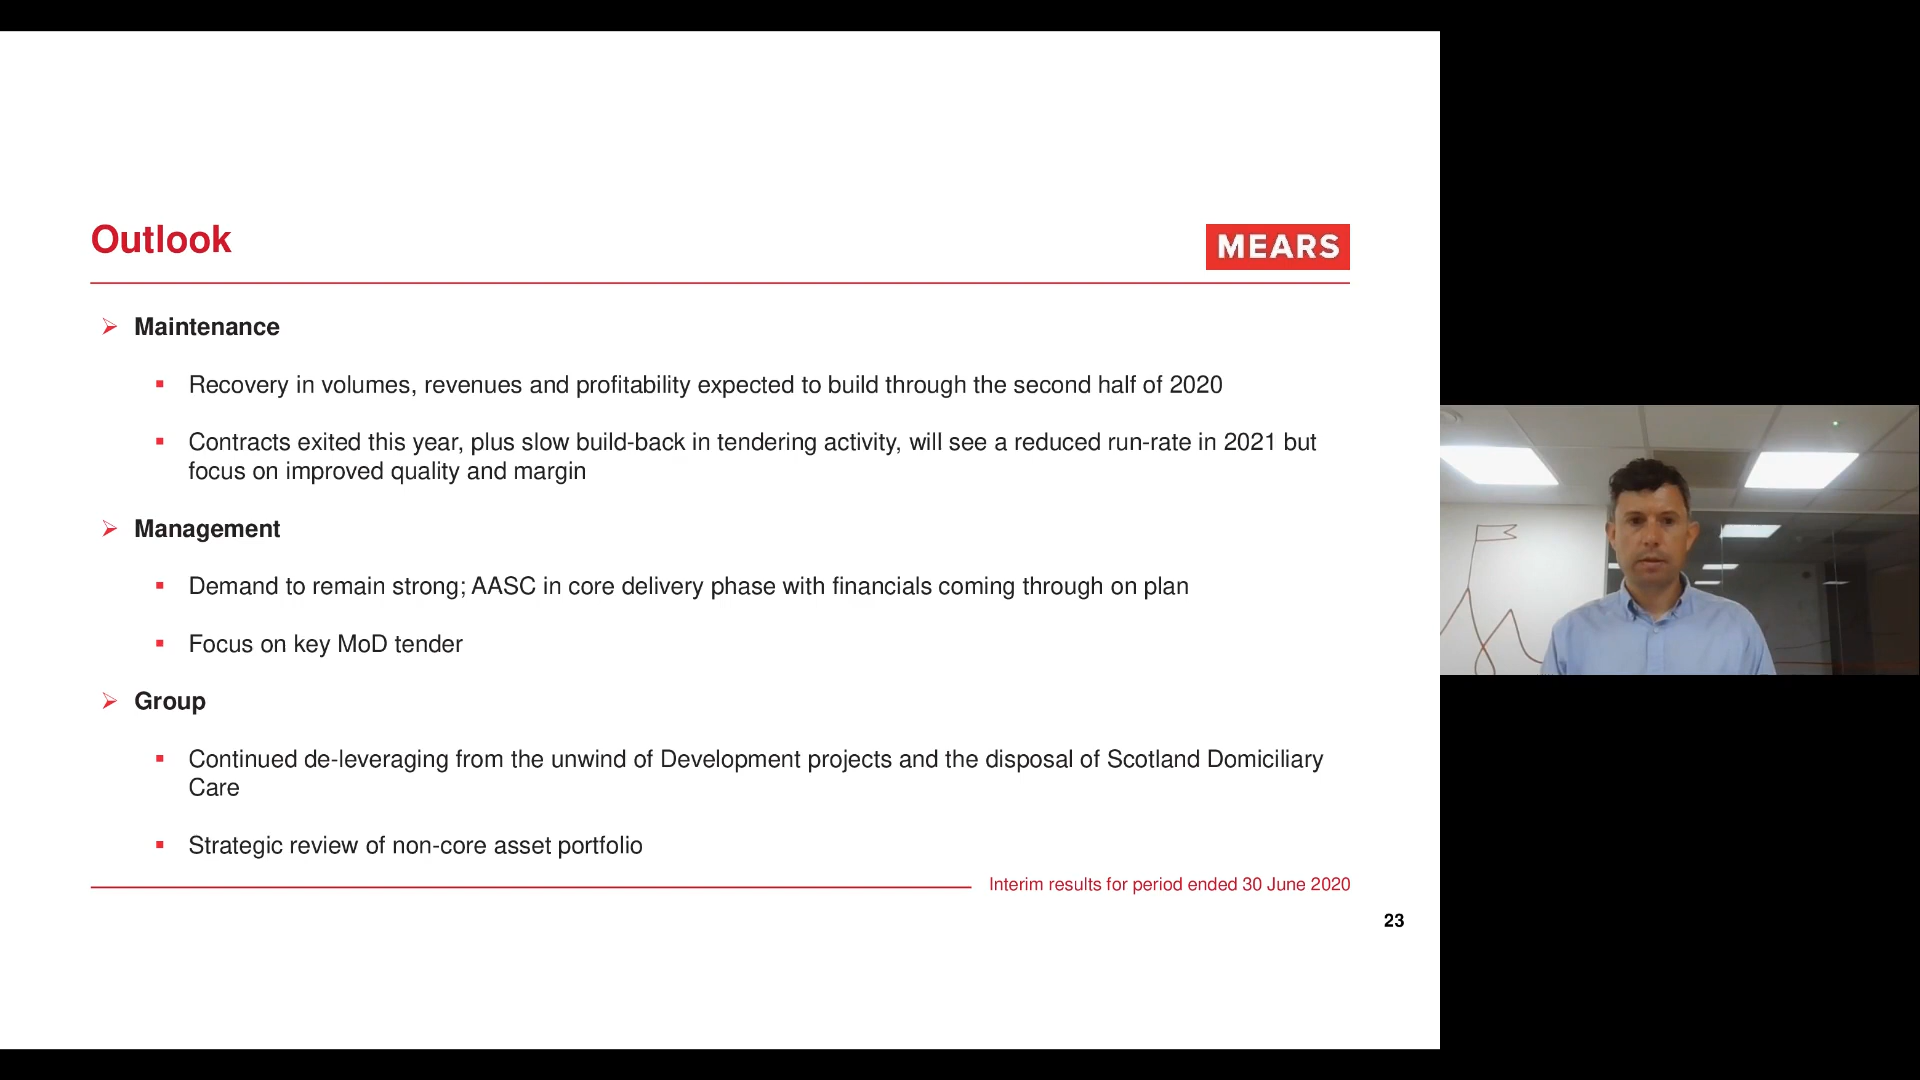 Outlook
MEARS
Maintenance
Recovery in volumes, revenues and profitability expected to build through the second half of 2020
Contracts exited this year, plus slow build-back in tendering activity, will see a reduced run-rate in 2021 but
focus on improved quality and margin
Management
Demand to remain strong; AASC in core delivery phase with financials coming through on plan
Focus on key MoD tender
Group
Continued de-leveraging from the unwind of Development projects and the disposal of Scotland Domiciliary
Care
Strategic review of non-core asset portfolio
Interim results for period ended 30 June 2020
23